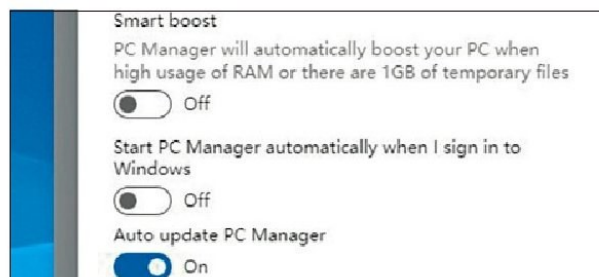 Smart boost
PC Manager will automatically boost your PC when
high usage of RAM or there are 1GB of temporary files
Off
Start PC Manager automatically when I sign in to
Windows
Off
Auto update PC Manager
On